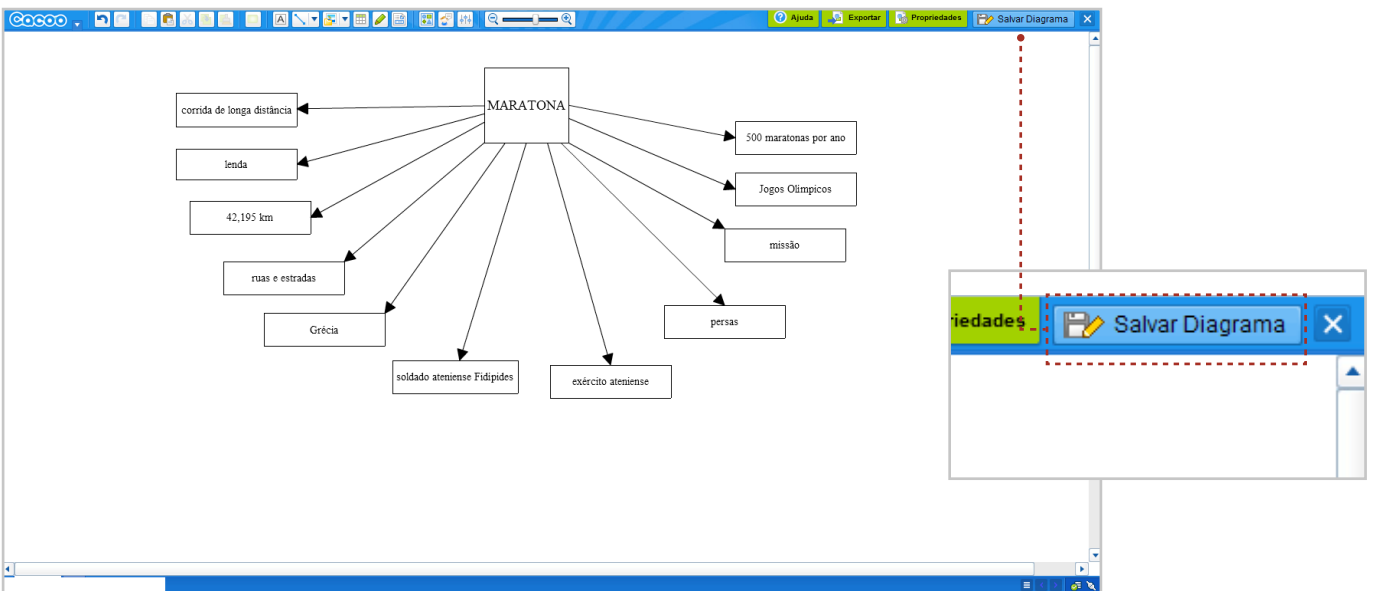 Cacoo
Ajuda
Exportar
Propriedades
Salvar Diagrama
MARATONA
corrida de longa distância
500 maratonas por ano
lenda
Jogos Olímpicos
42,195 km
missão
ruas e estradas
Grécia
persas
soldado ateniense Fidípides
exército ateniense
riedades
Salvar Diagrama